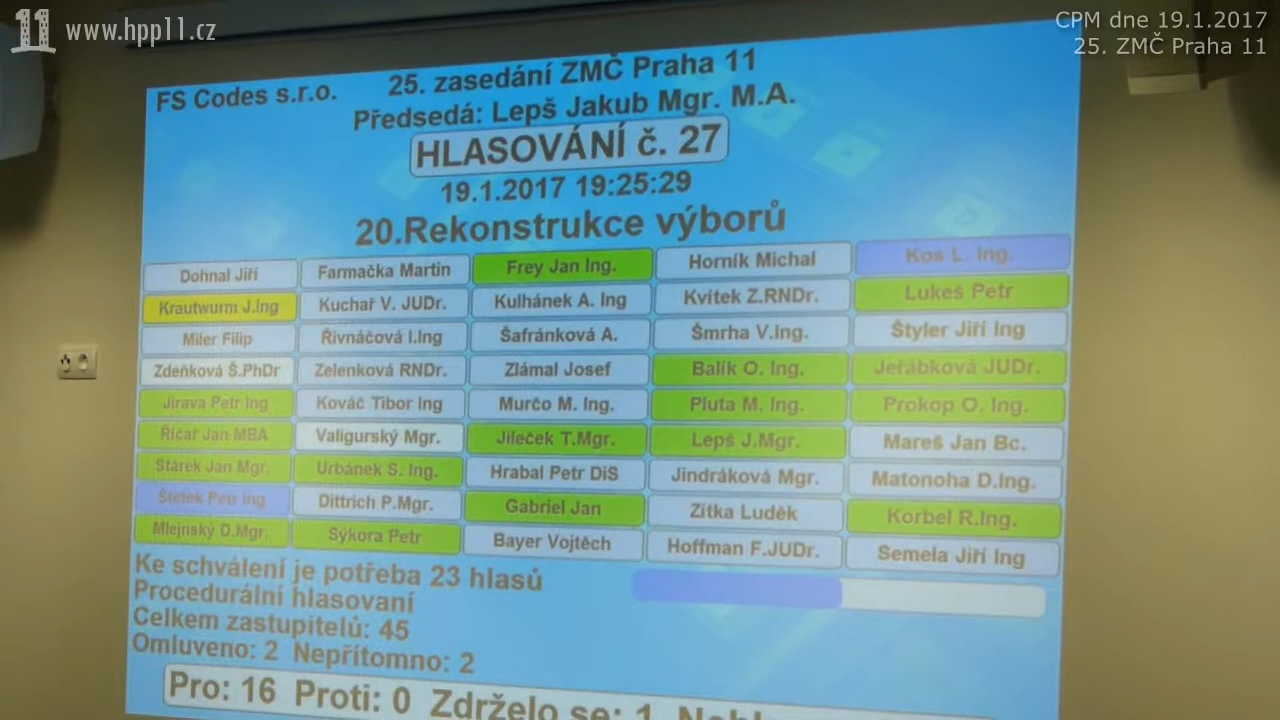 11 www.hpp11.cz
CPM dne 19.1.2017
25. ZMČ Praha 11
FS Codes s.r.o. 25. zasedání ZMČ Praha 11
Předsedá: Lepš Jakub Mgr. M.A.
HLASOVÁNÍ č. 27
19.1.2017 19:25:29
20.Rekonstrukce výborů
Dohnal Jiří Farmačka Martin Frey Jan Ing. Horník Michal Kos L. Ing.
Krautwurm J.Ing Kuchař V. JUDr. Kulhánek A. Ing Kvítek Z.RNDr. Lukeš Petr
Miler Filip Řivnáčová I.Ing Šafránková A. Šmrha V.Ing. Štyler Jiří Ing
Zdeňková Š.PhDr Zelenková RNDr. Zlámal Josef Balík O. Ing. Jeřábková JUDr.
Jirava Petr Ing Kováč Tibor Ing Murčo M. Ing. Pluta M. Ing. Prokop O. Ing.
Říčař Jan MBA Valigurský Mgr. Jileček T.Mgr. Lepš J.Mgr. Mareš Jan Bc.
Stárek Jan Mgr. Urbánek S. Ing. Hrabal Petr DiS Jindráková Mgr. Matonoha D.Ing.
Petr Ing Dittrich P.Mgr. Gabriel Jan Zítka Luděk Korbel R.Ing.
Mlejnský D.Mgr. Sýkora Petr Bayer Vojtěch Hoffman F.JUDr. Semela Jiří Ing
Ke schválení je potřeba 23 hlasů
Procedurální hlasovaní
Celkem zastupitelů: 45
Omluveno: 2 Nepřítomno: 2
Pro: 16 Proti: 0 Zdrželo se: 1